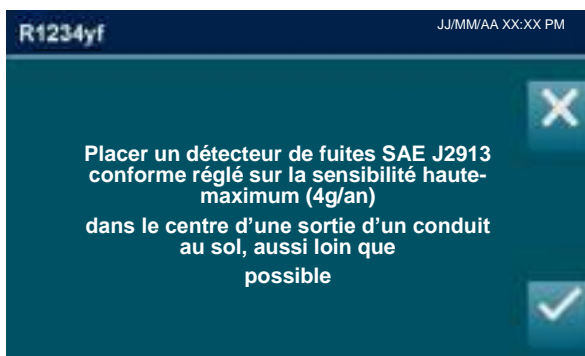 R1234yf
JJ/MM/AA XX:XX PM
Placer un détecteur de fuites SAE J2913
conforme réglé sur la sensibilité haute-
maximum (4g/an)
dans le centre d'une sortie d'un conduit
au sol, aussi loin que
possible